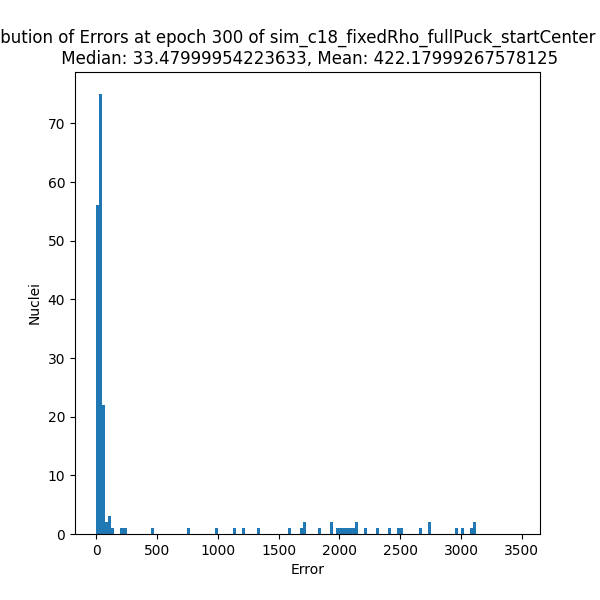 bution of Errors at epoch 300 of sim_c18_fixedRho_fullPuck_startCenter
Median: 33.47999954223633, Mean: 422.17999267578125
70
60
50
40
30
20
10
0
Nuclei
0 500 1000 1500 2000 2500 3000 3500
Error